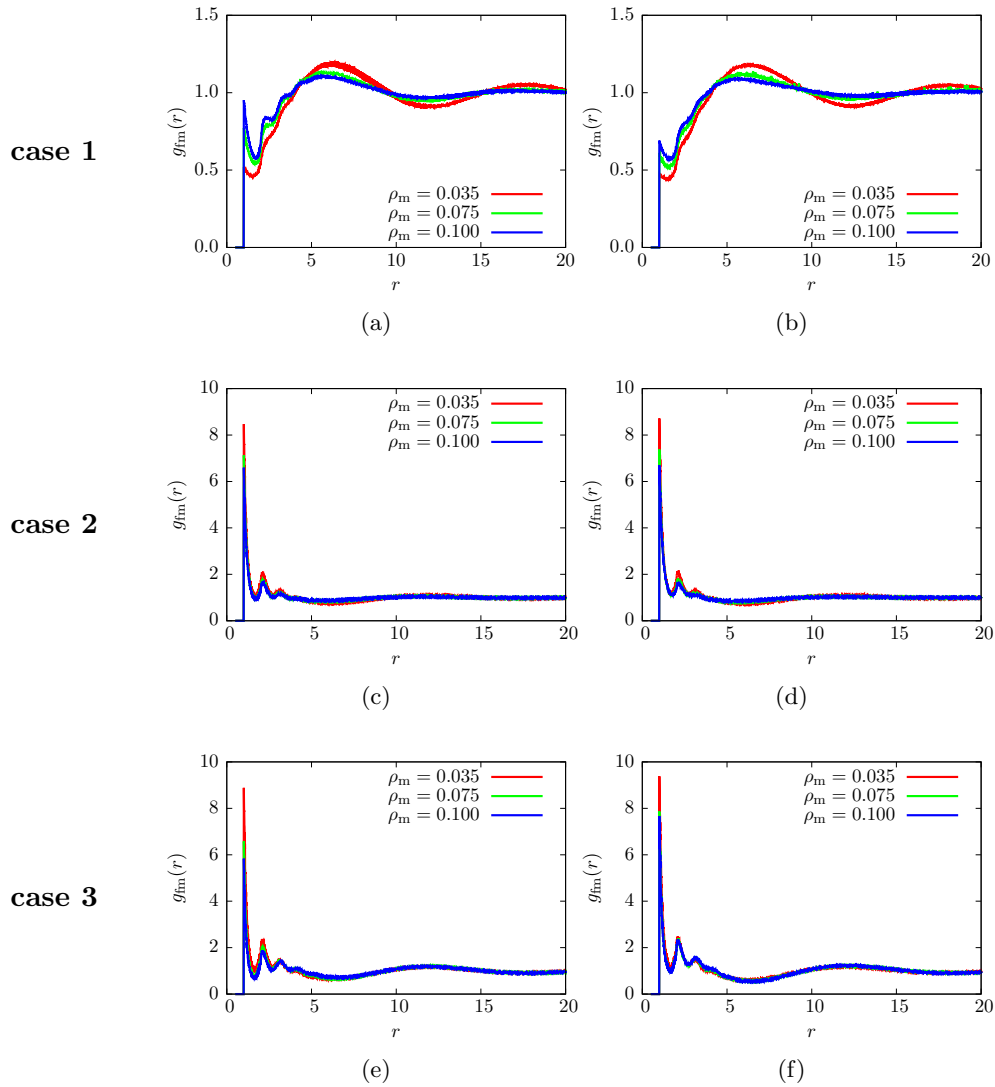 case 1
1.5
1.0
0.5
0.0
g_fm(r)
ρ_m = 0.035
ρ_m = 0.075
ρ_m = 0.100
0 5 10 15 20
r
(a)
1.5
1.0
0.5
0.0
g_fm(r)
ρ_m = 0.035
ρ_m = 0.075
ρ_m = 0.100
0 5 10 15 20
r
(b)
case 2
10
8
6
4
2
0
g_fm(r)
ρ_m = 0.035
ρ_m = 0.075
ρ_m = 0.100
0 5 10 15 20
r
(c)
10
8
6
4
2
0
g_fm(r)
ρ_m = 0.035
ρ_m = 0.075
ρ_m = 0.100
0 5 10 15 20
r
(d)
case 3
10
8
6
4
2
0
g_fm(r)
ρ_m = 0.035
ρ_m = 0.075
ρ_m = 0.100
0 5 10 15 20
r
(e)
10
8
6
4
2
0
g_fm(r)
ρ_m = 0.035
ρ_m = 0.075
ρ_m = 0.100
0 5 10 15 20
r
(f)